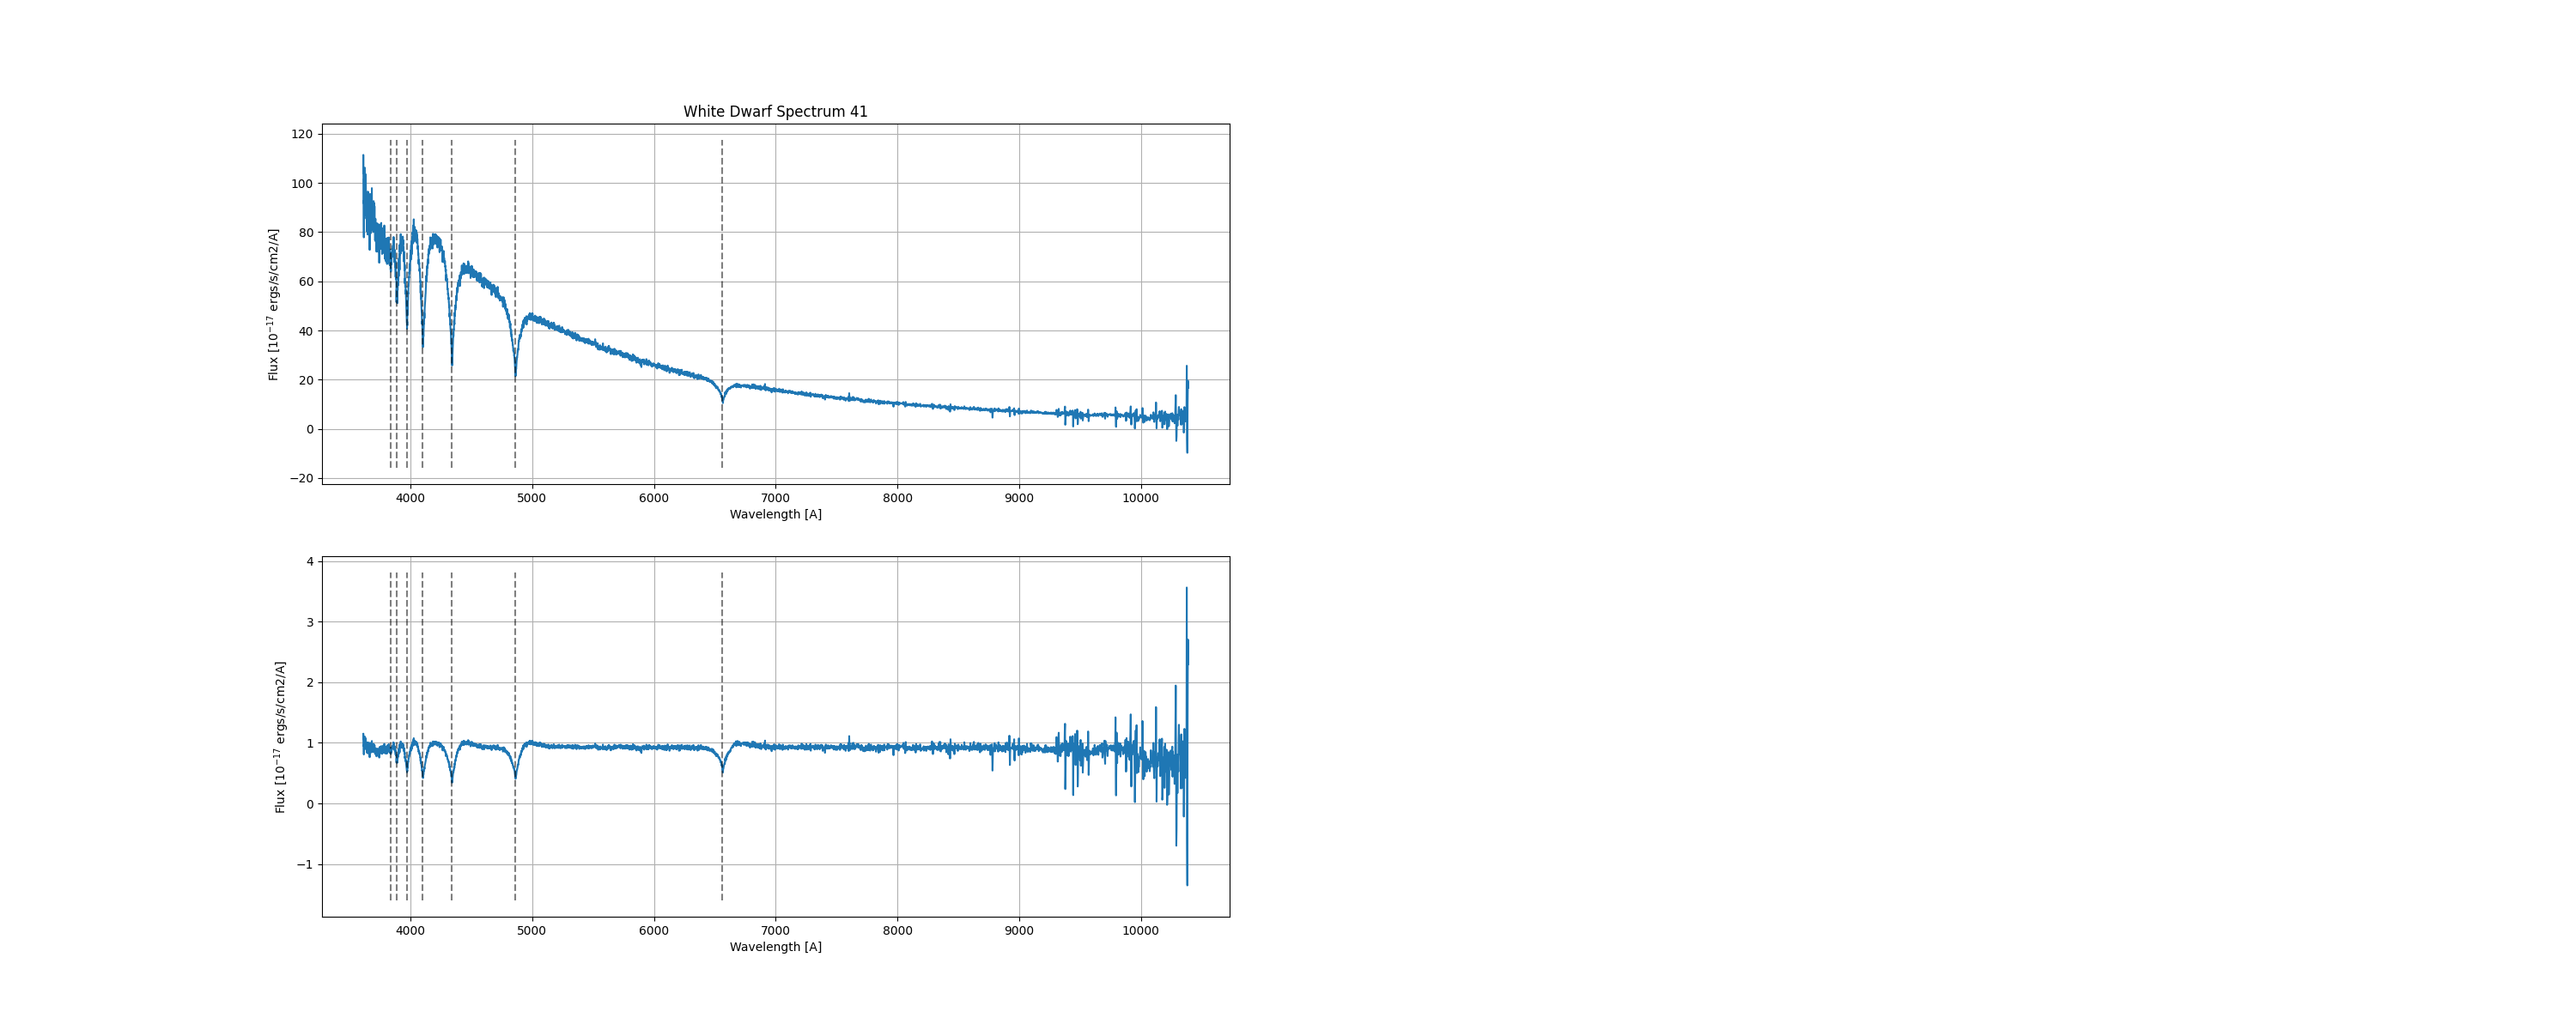 White Dwarf Spectrum 41
120
100
80
60
40
20
0
−20
Flux [10⁻¹⁷ ergs/s/cm2/A]
4000 5000 6000 7000 8000 9000 10000
Wavelength [A]
4
3
2
1
0
−1
Flux [10⁻¹⁷ ergs/s/cm2/A]
4000 5000 6000 7000 8000 9000 10000
Wavelength [A]